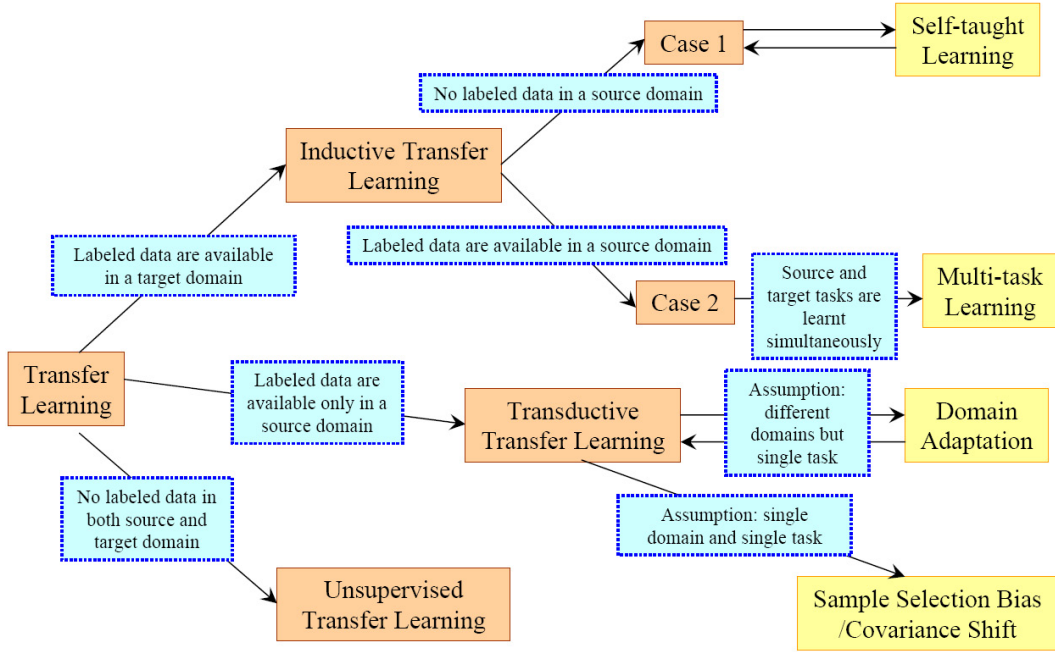 Case 1
Self-taught
Learning
No labeled data in a source domain
Inductive Transfer
Learning
Labeled data are available
in a target domain
Labeled data are available in a source domain
Case 2
Source and
target tasks are
learnt
simultaneously
Multi-task
Learning
Transfer
Learning
Labeled data are
available only in a
source domain
Transductive
Transfer Learning
Assumption:
different
domains but
single task
Domain
Adaptation
No labeled data in
both source and
target domain
Assumption: single
domain and single task
Unsupervised
Transfer Learning
Sample Selection Bias
/Covariance Shift